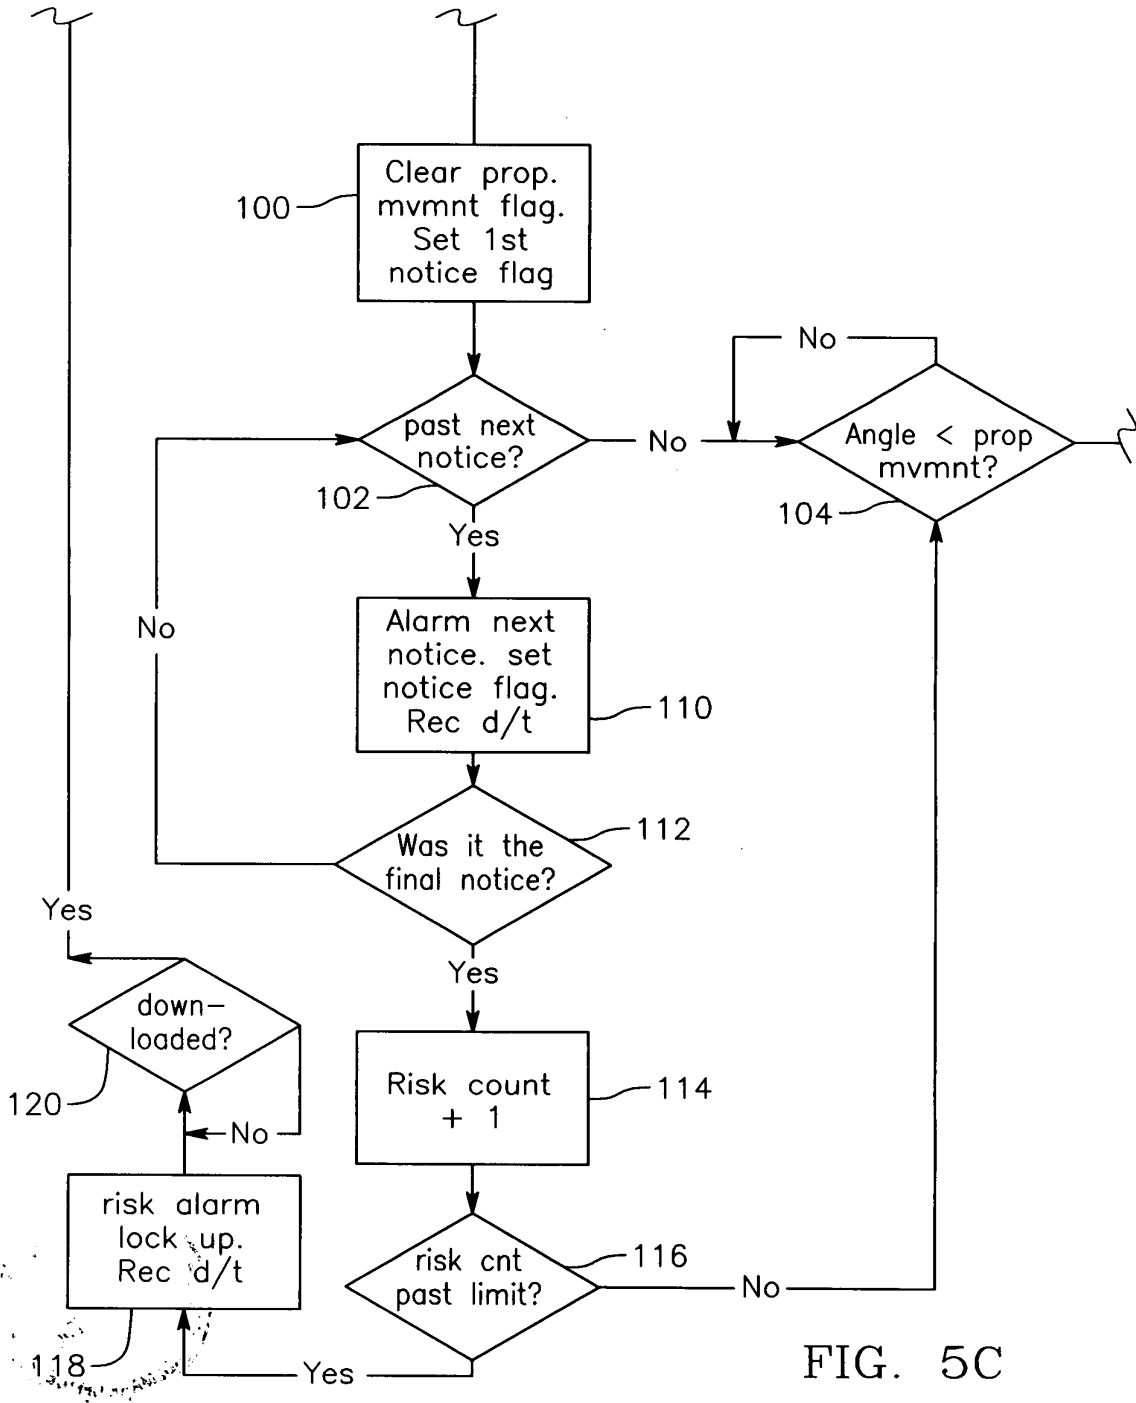 Clear prop.
mvmnt flag.
Set 1st
notice flag
100
No
past next
notice?
102
No
Angle < prop
mvmnt?
104
Yes
No
Alarm next
notice. set
notice flag.
Rec d/t
110
Was it the
final notice?
112
Yes
Yes
down-
loaded?
120
No
Risk count
+ 1
114
risk alarm
lock up.
Rec d/t
118
risk cnt
past limit?
116
No
Yes
FIG. 5C